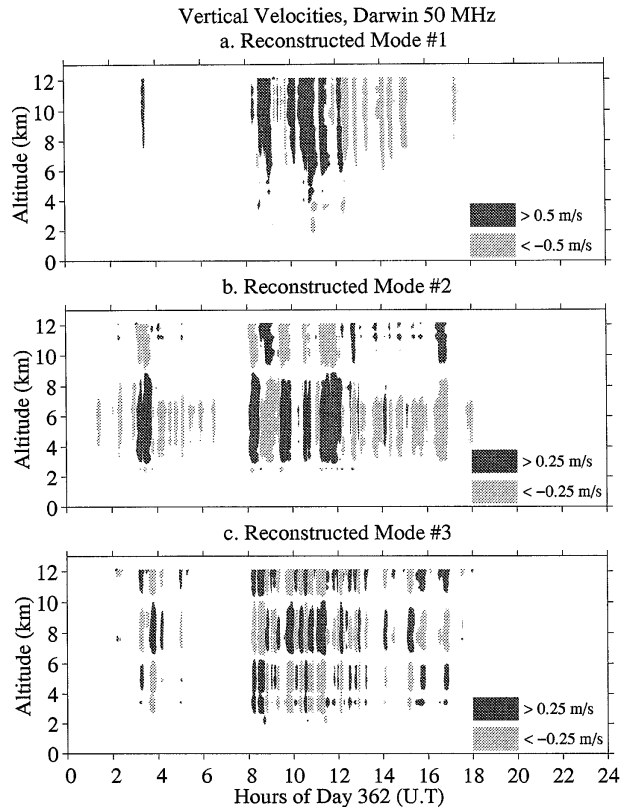 Vertical Velocities, Darwin 50 MHz
a. Reconstructed Mode #1
12
10
8
6
4
2
0
Altitude (km)
> 0.5 m/s
< −0.5 m/s
b. Reconstructed Mode #2
12
10
8
6
4
2
0
Altitude (km)
> 0.25 m/s
< −0.25 m/s
c. Reconstructed Mode #3
12
10
8
6
4
2
0
Altitude (km)
> 0.25 m/s
< −0.25 m/s
0 2 4 6 8 10 12 14 16 18 20 22 24
Hours of Day 362 (U.T)